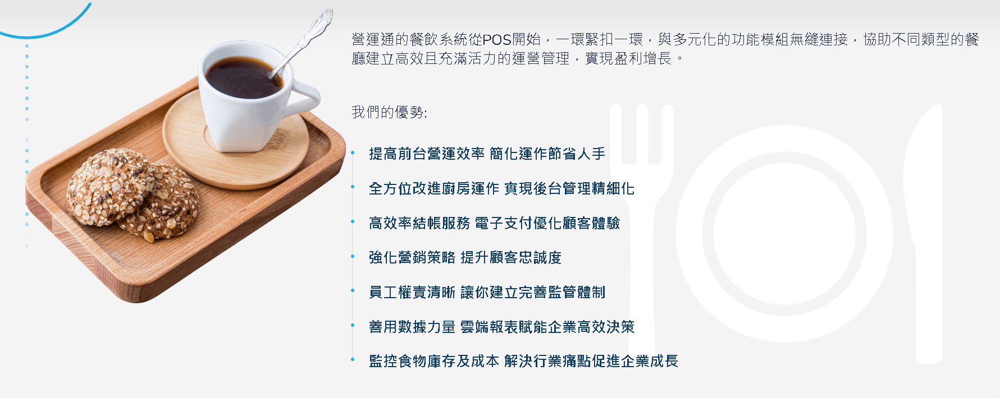 營運通的餐飲系統從POS開始，一環緊扣一環，與多元化的功能模組無縫連接，協助不同類型的餐
廳建立高效且充滿活力的運營管理，實現盈利增長。
我們的優勢:
提高前台營運效率 簡化運作節省人手
全方位改進廚房運作 實現後台管理精細化
高效率結帳服務 電子支付優化顧客體驗
強化營銷策略 提升顧客忠誠度
員工權責清晰 讓你建立完善監管體制
善用數據力量 雲端報表賦能企業高效決策
監控食物庫存及成本 解決行業痛點促進企業成長